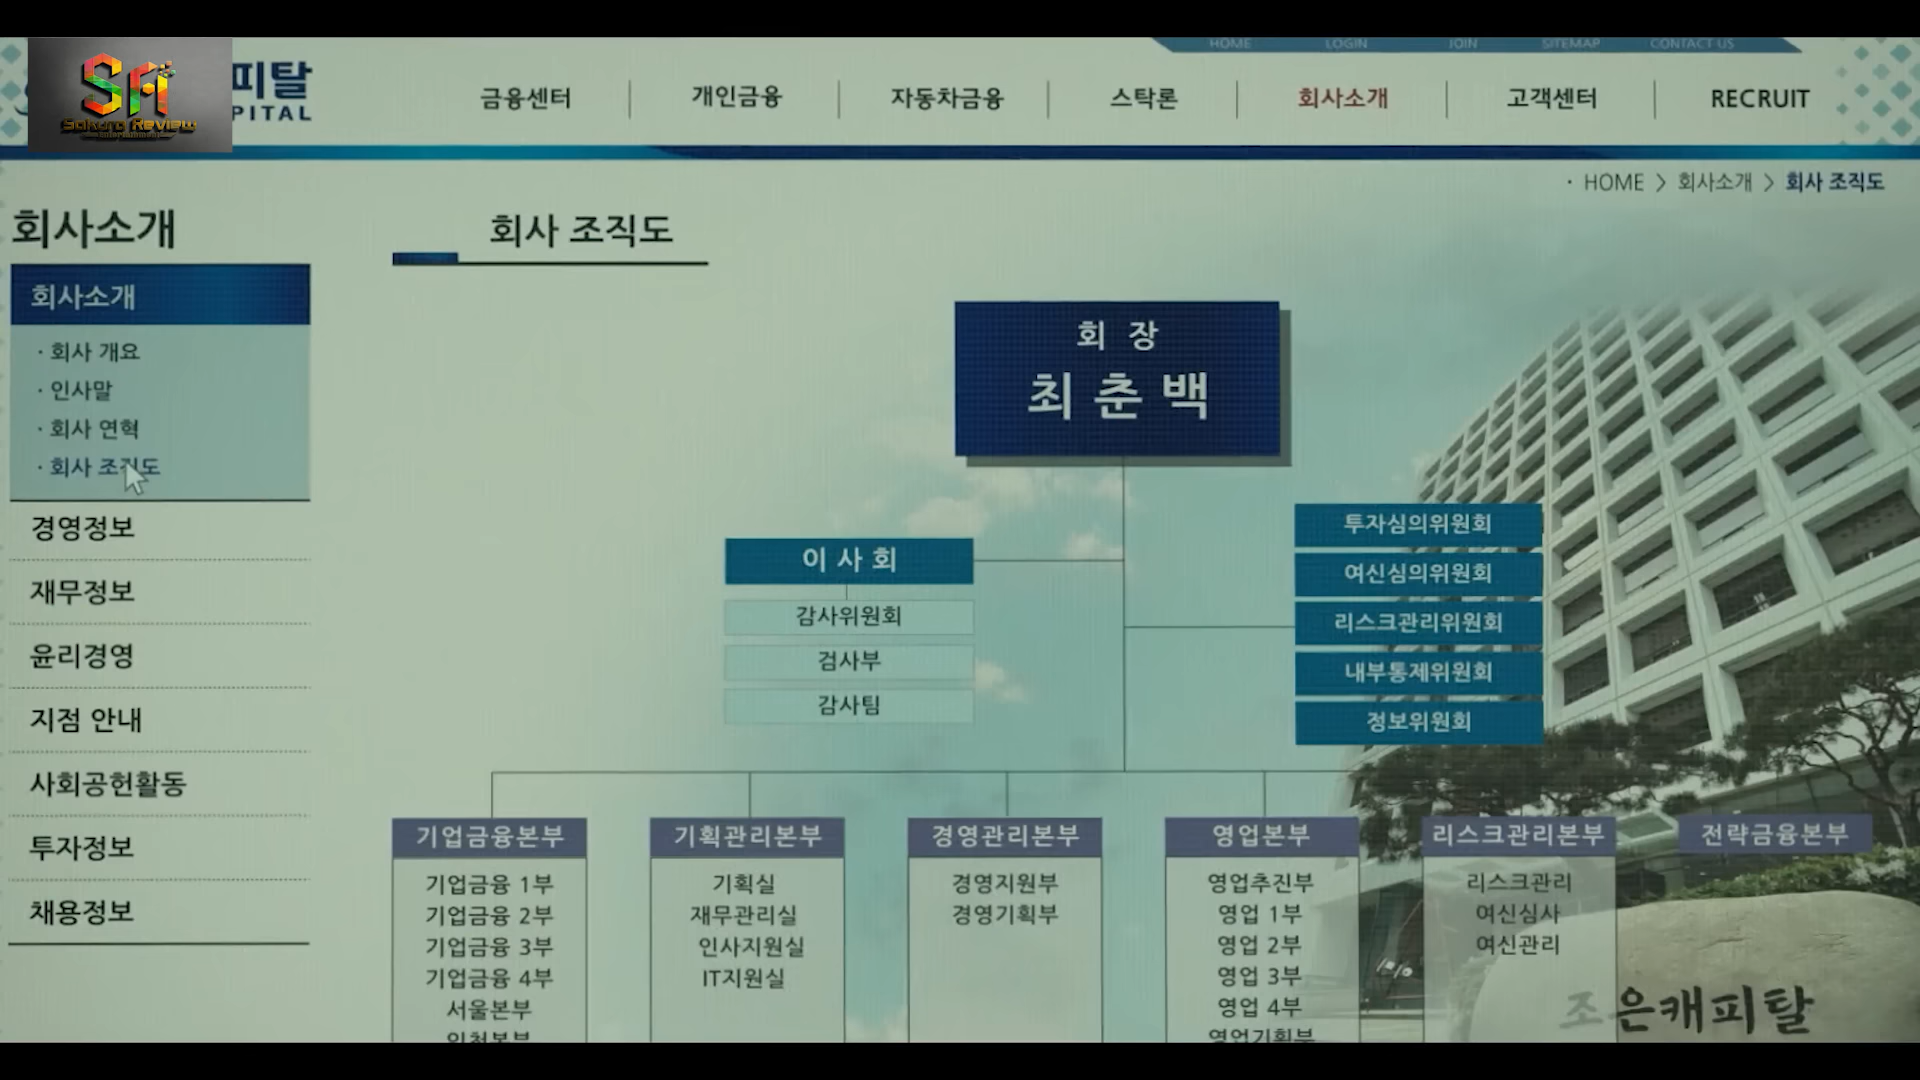 HOME LOGIN JOIN SITEMAP CONTACT US
SA
Sakura Review
피탈
PITAL
금융센터 개인금융 자동차금융 스탁론 회사소개 고객센터 RECRUIT
· HOME > 회사소개 > 회사 조직도
회사소개
회사 조직도
회사소개
· 회사 개요
· 인사말
· 회사 연혁
· 회사 조직도
경영정보
재무정보
윤리경영
지점 안내
사회공헌활동
투자정보
채용정보
회 장
최 춘 백
이 사 회
감사위원회
검사부
감사팀
투자심의위원회
여신심의위원회
리스크관리위원회
내부통제위원회
정보위원회
기업금융본부
기업금융 1부
기업금융 2부
기업금융 3부
기업금융 4부
서울본부
인천본부
기획관리본부
기획실
재무관리실
인사지원실
IT지원실
경영관리본부
경영지원부
경영기획부
영업본부
영업추진부
영업 1부
영업 2부
영업 3부
영업 4부
영업기획부
리스크관리본부
리스크관리
여신심사
여신관리
전략금융본부
조은캐피탈